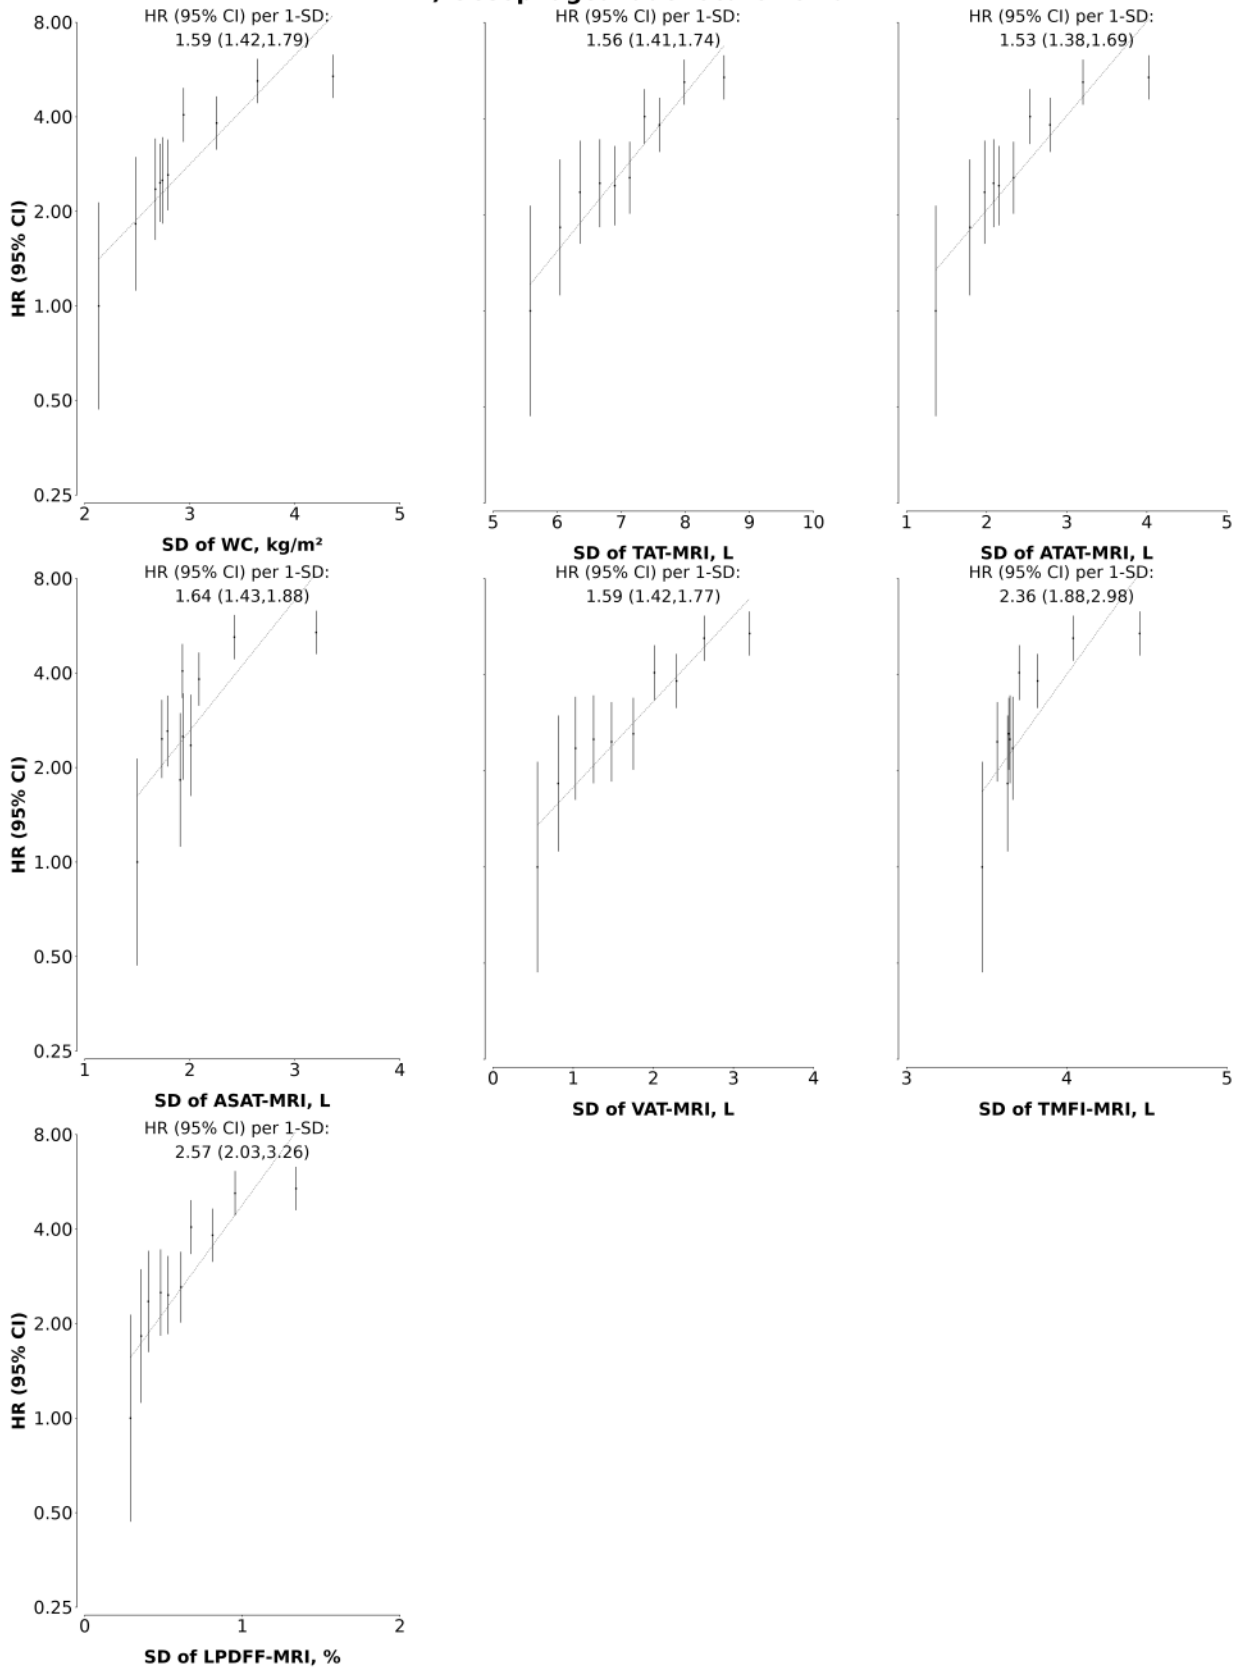 HR (95% CI) per 1-SD:
1.59 (1.42,1.79)
8.00
4.00
2.00
1.00
0.50
0.25
HR (95% CI)
2 3 4 5
SD of WC, kg/m²
HR (95% CI) per 1-SD:
1.56 (1.41,1.74)
5 6 7 8 9 10
SD of TAT-MRI, L
HR (95% CI) per 1-SD:
1.53 (1.38,1.69)
1 2 3 4 5
SD of ATAT-MRI, L
HR (95% CI) per 1-SD:
1.64 (1.43,1.88)
8.00
4.00
2.00
1.00
0.50
0.25
HR (95% CI)
1 2 3 4
SD of ASAT-MRI, L
HR (95% CI) per 1-SD:
1.59 (1.42,1.77)
0 1 2 3 4
SD of VAT-MRI, L
HR (95% CI) per 1-SD:
2.36 (1.88,2.98)
3 4 5
SD of TMFI-MRI, L
HR (95% CI) per 1-SD:
2.57 (2.03,3.26)
8.00
4.00
2.00
1.00
0.50
0.25
HR (95% CI)
0 1 2
SD of LPDFF-MRI, %